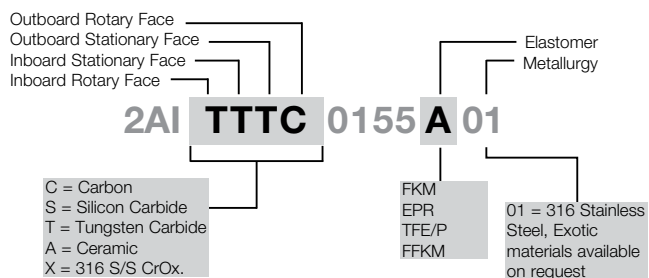 Outboard Rotary Face
Outboard Stationary Face
Inboard Stationary Face
Inboard Rotary Face
Elastomer
Metallurgy
2AI TTTC 0155 A 01
C = Carbon
S = Silicon Carbide
T = Tungsten Carbide
A = Ceramic
X = 316 S/S CrOx.
FKM
EPR
TFE/P
FFKM
01 = 316 Stainless
Steel, Exotic
materials available
on request